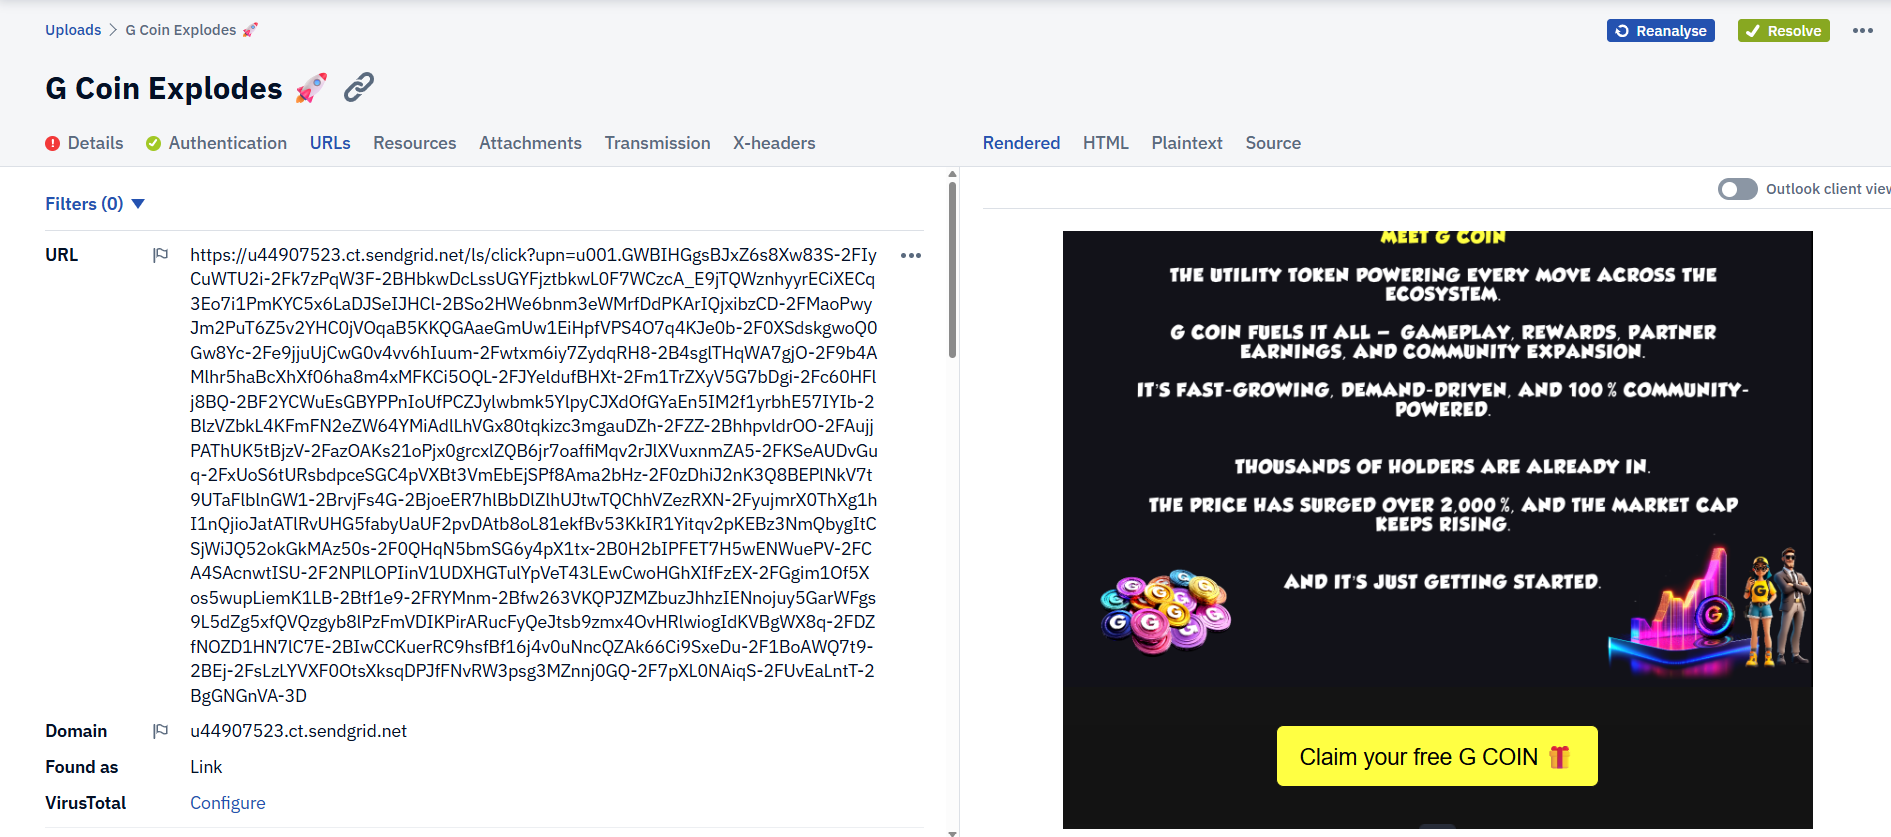 Uploads > G Coin Explodes 🚀
Reanalyse
Resolve
G Coin Explodes 🚀
Details
Authentication
URLs
Resources
Attachments
Transmission
X-headers
Rendered
HTML
Plaintext
Source
Filters (0)
Outlook client view
URL
https://u44907523.ct.sendgrid.net/ls/click?upn=u001.GWBIHGgsBJxZ6s8Xw83S-2FIy
CuWTU2i-2Fk7zPqW3F-2BHbkwDcLssUGYFjztbkwL0F7WCzcA_E9jTQWznhyyrECiXECq
3Eo7i1PmKYC5x6LaDJSeIJHCl-2BSo2HWe6bnm3eWMrfDdPKArIQjxibzCD-2FMaoPwy
Jm2PuT6Z5v2YHC0jVOqaB5KKQGAaeGmUw1EiHpfVPS4O7q4KJe0b-2F0XSdskgwoQ0
Gw8Yc-2Fe9jjuUjCwG0v4vv6hIuum-2Fwtxm6iy7ZydqRH8-2B4sglTHqWA7gjO-2F9b4A
Mlhr5haBcXhXf06ha8m4xMFKCi5OQL-2FJYeldufBHXt-2Fm1TrZXyV5G7bDgi-2Fc60HFl
j8BQ-2BF2YCWuEsGBYPPnIoUfPCZJylwbmk5YlpyCJXdOfGYaEn5IM2f1yrbhE57IYIb-2
BlzVZbkL4KFmFN2eZW64YMiAdlLhVGx80tqkizc3mgauDZh-2FZZ-2BhhpvldrOO-2FAujj
PAThUK5tBjzV-2FazOAKs21oPjx0grcxlZQB6jr7oaffiMqv2rJlXVuxnmZA5-2FKSeAUDvGu
q-2FxUoS6tURsbdpceSGC4pVXBt3VmEbEjSPf8Ama2bHz-2F0zDhiJ2nK3Q8BEPlNkV7t
9UTaFlblnGW1-2BrvjFs4G-2BjoeER7hlBbDlZlhUJtwTQChhVZezRXN-2FyujmrX0ThXg1h
I1nQjioJatATlRvUHG5fabyUaUF2pvDAtb8oL81ekfBv53KkIR1Yitqv2pKEBz3NmQbygItC
SjWiJQ52okGkMAz50s-2F0QHqN5bmSG6y4pX1tx-2B0H2bIPFET7H5wENWuePV-2FC
A4SAcnwtISU-2F2NPlLOPIinV1UDXHGTulYpVeT43LEwCwoHGhXIfFzEX-2FGgim1Of5X
os5wupLiemK1LB-2Btf1e9-2FRYMnm-2Bfw263VKQPJZMZbuzJhhzIENnojuy5GarWFgs
9L5dZg5xfQVQzgyb8lPzFmVDIKPirARucFyQeJtsb9zmx4OvHRlwiogIdKVBgWX8q-2FDZ
fNOZD1HN7lC7E-2BIwCCKuerRC9hsfBf16j4v0uNncQZAk66Ci9SxeDu-2F1BoAWQ7t9-
2BEj-2FsLzLYVXF0OtsXksqDPJfFNvRW3psg3MZnnj0GQ-2F7pXL0NAiqS-2FUvEaLntT-2
BgGNGnVA-3D
Domain
u44907523.ct.sendgrid.net
Found as
Link
VirusTotal
Configure
MEET G COIN
THE UTILITY TOKEN POWERING EVERY MOVE ACROSS THE
ECOSYSTEM.
G COIN FUELS IT ALL – GAMEPLAY, REWARDS, PARTNER
EARNINGS, AND COMMUNITY EXPANSION.
IT'S FAST-GROWING, DEMAND-DRIVEN, AND 100% COMMUNITY-
POWERED.
THOUSANDS OF HOLDERS ARE ALREADY IN.
THE PRICE HAS SURGED OVER 2,000%, AND THE MARKET CAP
KEEPS RISING.
AND IT'S JUST GETTING STARTED.
Claim your free G COIN 🎁